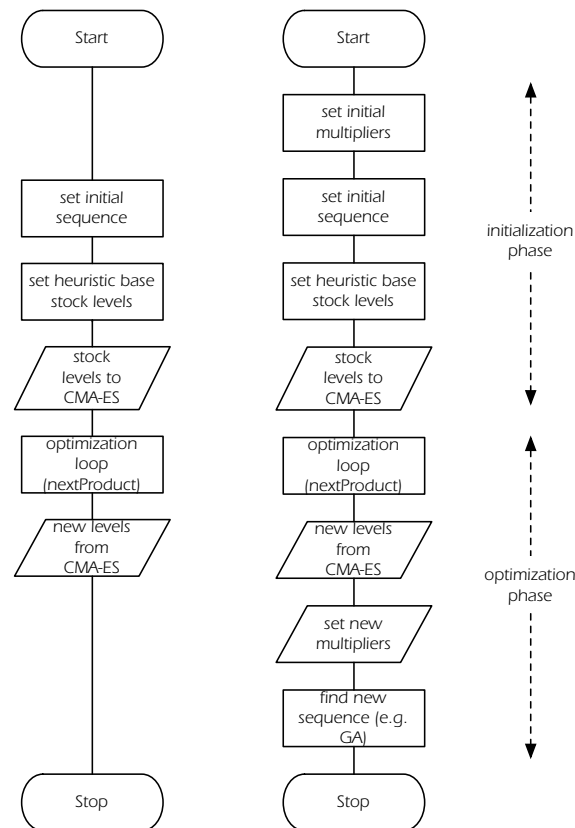 Start
set initial
sequence
set heuristic base
stock levels
stock
levels to
CMA-ES
optimization
loop
(nextProduct)
new levels
from
CMA-ES
Stop
Start
set initial
multipliers
set initial
sequence
set heuristic base
stock levels
stock
levels to
CMA-ES
optimization
loop
(nextProduct)
new levels
from
CMA-ES
set new
multipliers
find new
sequence (e.g.
GA)
Stop
initialization
phase
optimization
phase